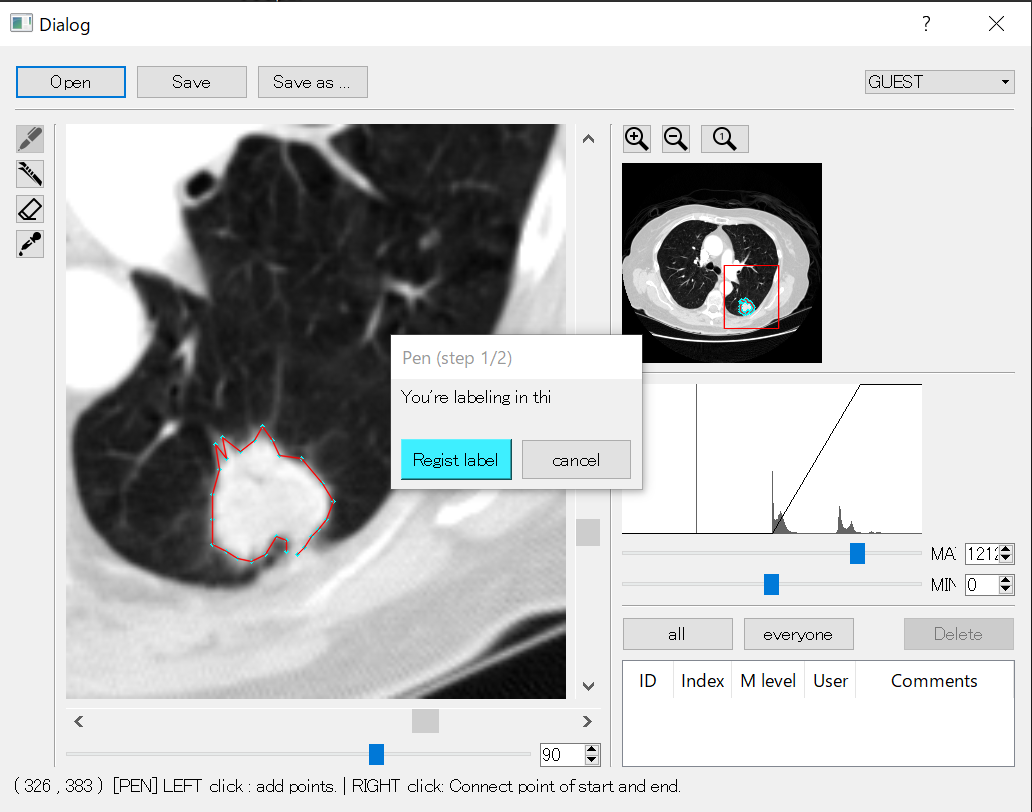 Dialog
?
Open
Save
Save as ...
GUEST
1
Pen (step 1/2)
You're labeling in thi
Regist label
cancel
MA
1212
MIN
0
all
everyone
Delete
ID Index M level User Comments
90
( 326 , 383 ) [PEN] LEFT click : add points. | RIGHT click: Connect point of start and end.